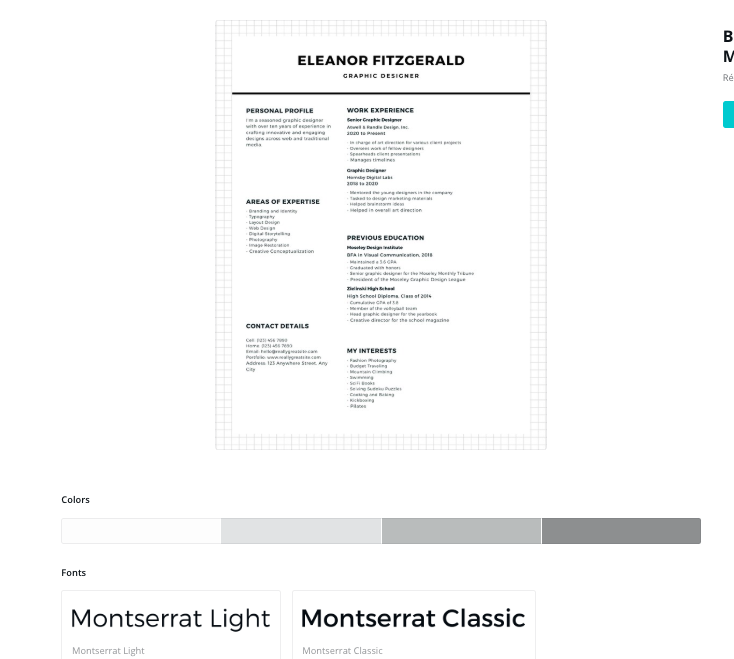 ELEANOR FITZGERALD
GRAPHIC DESIGNER
PERSONAL PROFILE
I'm a seasoned graphic designer
with over ten years of experience in
crafting innovative and engaging
designs across web and traditional
media.
AREAS OF EXPERTISE
- Branding and Identity
- Typography
- Layout Design
- Web Design
- Digital Storytelling
- Photography
- Image Restoration
- Creative Conceptualization
CONTACT DETAILS
Cell: (123) 456 7890
Home: (123) 456 7890
Email: hello@reallygreatsite.com
Portfolio: www.reallygreatsite.com
Address: 123 Anywhere Street, Any
City
WORK EXPERIENCE
Senior Graphic Designer
Atwell & Randle Design, Inc.
2020 to Present
- In charge of art direction for various client projects
- Oversees work of fellow designers
- Spearheads client presentations
- Manages timelines
Graphic Designer
Hornsby Digital Labs
2018 to 2020
- Mentored the young designers in the company
- Tasked to design marketing materials
- Helped brainstorm ideas
- Helped in overall art direction
PREVIOUS EDUCATION
Moseley Design Institute
BFA in Visual Communication, 2018
- Maintained a 3.6 GPA
- Graduated with honors
- Senior graphic designer for the Moseley Monthly Tribune
- President of the Moseley Graphic Design League
Zielinski High School
High School Diploma, Class of 2014
- Cumulative GPA of 3.9
- Member of the volleyball team
- Head graphic designer for the yearbook
- Creative director for the school magazine
MY INTERESTS
- Fashion Photography
- Budget Traveling
- Mountain Climbing
- Swimming
- Sci Fi Books
- Solving Sudoku Puzzles
- Cooking and Baking
- Kickboxing
- Pilates
B
M
Ré
Colors
Fonts
Montserrat Light
Montserrat Light
Montserrat Classic
Montserrat Classic